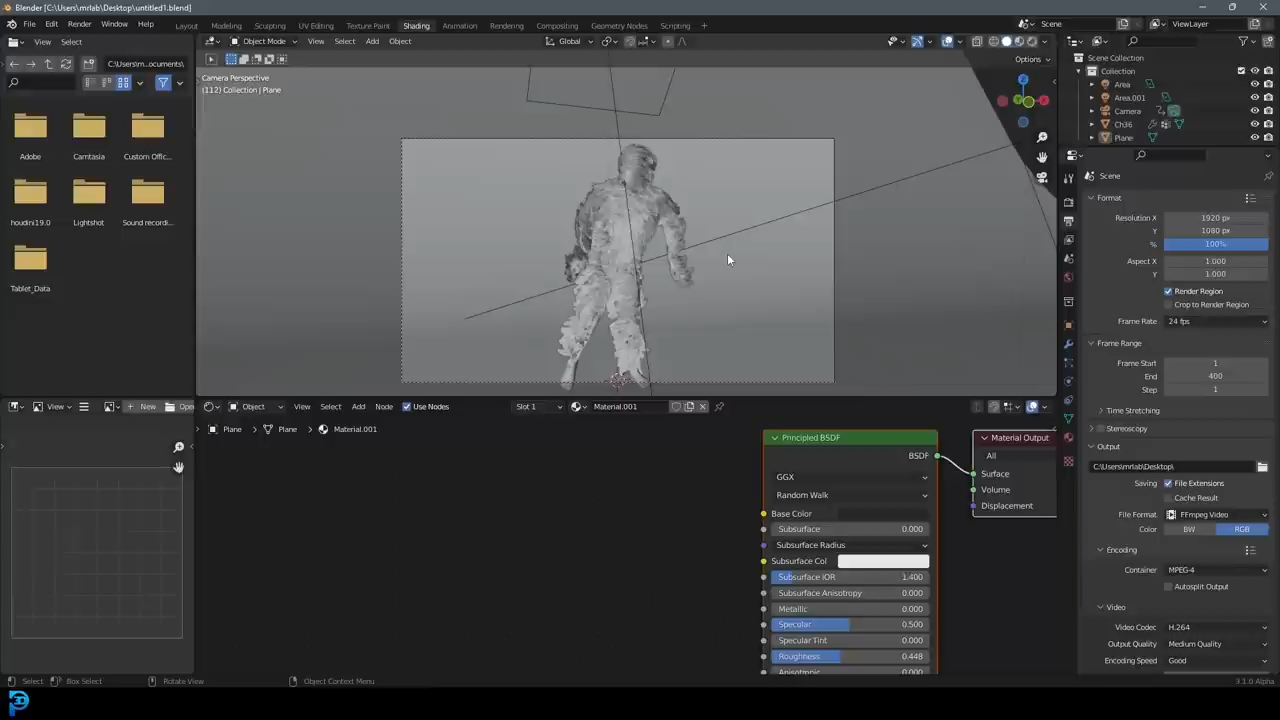 Blender [C:\Users\mrlab\Desktop\untitled1.blend]
File Edit Render Window Help Layout Modeling Sculpting UV Editing Texture Paint Shading Animation Rendering Compositing Geometry Nodes Scripting + Scene ViewLayer
View Select Object Mode View Select Add Object Global
C:\Users\m...ocuments\ Options
Camera Perspective
(112) Collection | Plane
Adobe Camtasia Custom Offic...
houdini19.0 Lightshot Sound recordi...
Tablet_Data
Scene Collection
Collection
Area
Area.001
Camera
Ch36
Plane
Scene
Format
Resolution X 1920 px
Y 1080 px
% 100%
Aspect X 1.000
Y 1.000
Render Region
Crop to Render Region
Frame Rate 24 fps
Frame Range
Frame Start 1
End 400
Step 1
Time Stretching
Stereoscopy
Output
C:\Users\mrlab\Desktop\
Saving File Extensions
Cache Result
File Format FFmpeg Video
Color BW RGB
Encoding
Container MPEG-4
Autosplit Output
Video
Video Codec H.264
Output Quality Medium Quality
Encoding Speed Good
View New Open
Object View Select Add Node Use Nodes Slot 1 Material.001
Plane Plane Material.001
Principled BSDF
BSDF
GGX
Random Walk
Base Color
Subsurface 0.000
Subsurface Radius
Subsurface Col
Subsurface IOR 1.400
Subsurface Anisotropy 0.000
Metallic 0.000
Specular 0.500
Specular Tint 0.000
Roughness 0.448
Anisotropic 0.000
Material Output
All
Surface
Volume
Displacement
Select Box Select Rotate View Object Context Menu 3.1.0 Alpha